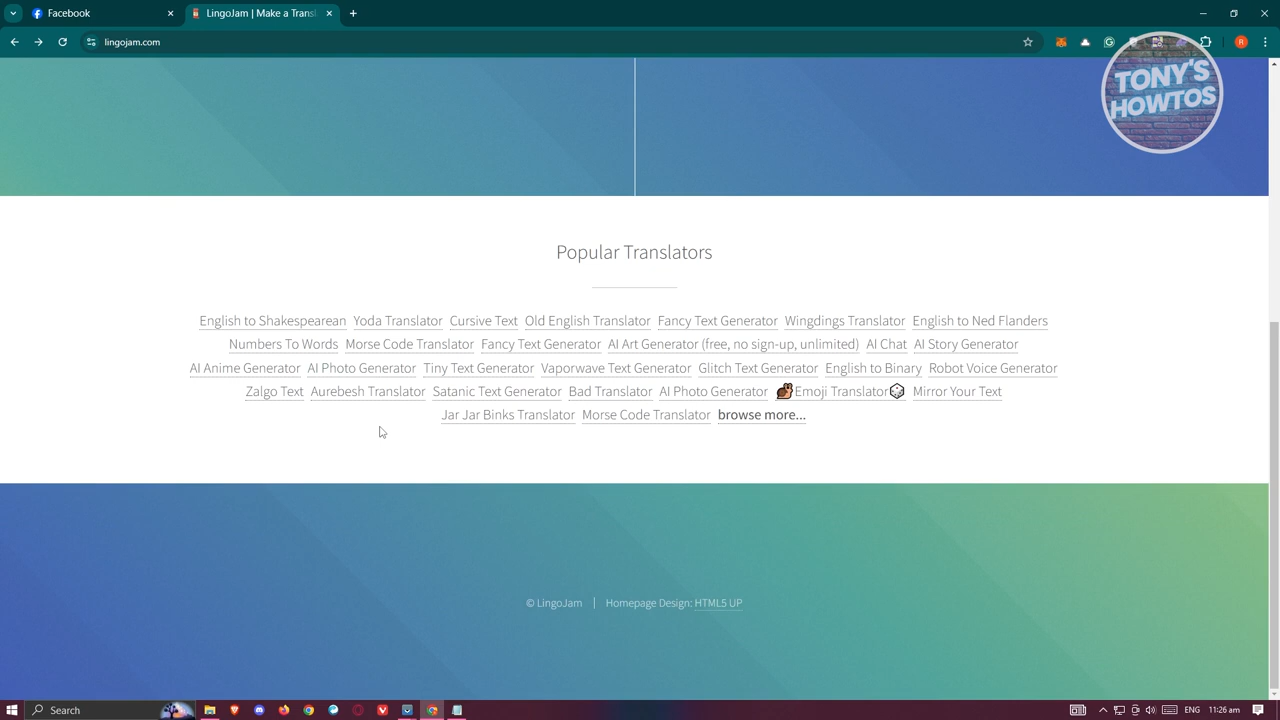 Facebook
LingoJam | Make a Transl
lingojam.com
R
TONY'S
HOWTOS
Popular Translators
English to Shakespearean Yoda Translator Cursive Text Old English Translator Fancy Text Generator Wingdings Translator English to Ned Flanders
Numbers To Words Morse Code Translator Fancy Text Generator AI Art Generator (free, no sign-up, unlimited) AI Chat AI Story Generator
AI Anime Generator AI Photo Generator Tiny Text Generator Vaporwave Text Generator Glitch Text Generator English to Binary Robot Voice Generator
Zalgo Text Aurebesh Translator Satanic Text Generator Bad Translator AI Photo Generator Emoji Translator Mirror Your Text
Jar Jar Binks Translator Morse Code Translator browse more...
© LingoJam | Homepage Design: HTML5 UP
Search
ENG 11:26 am